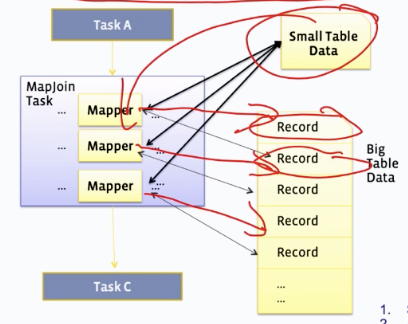 Task A
Small Table
Data
MapJoin
Task
... Mapper ...
... Mapper ...
... Mapper ...
Record
Record
Record
Record
Record
...
...
Big
Table
Data
Task C
1.
2